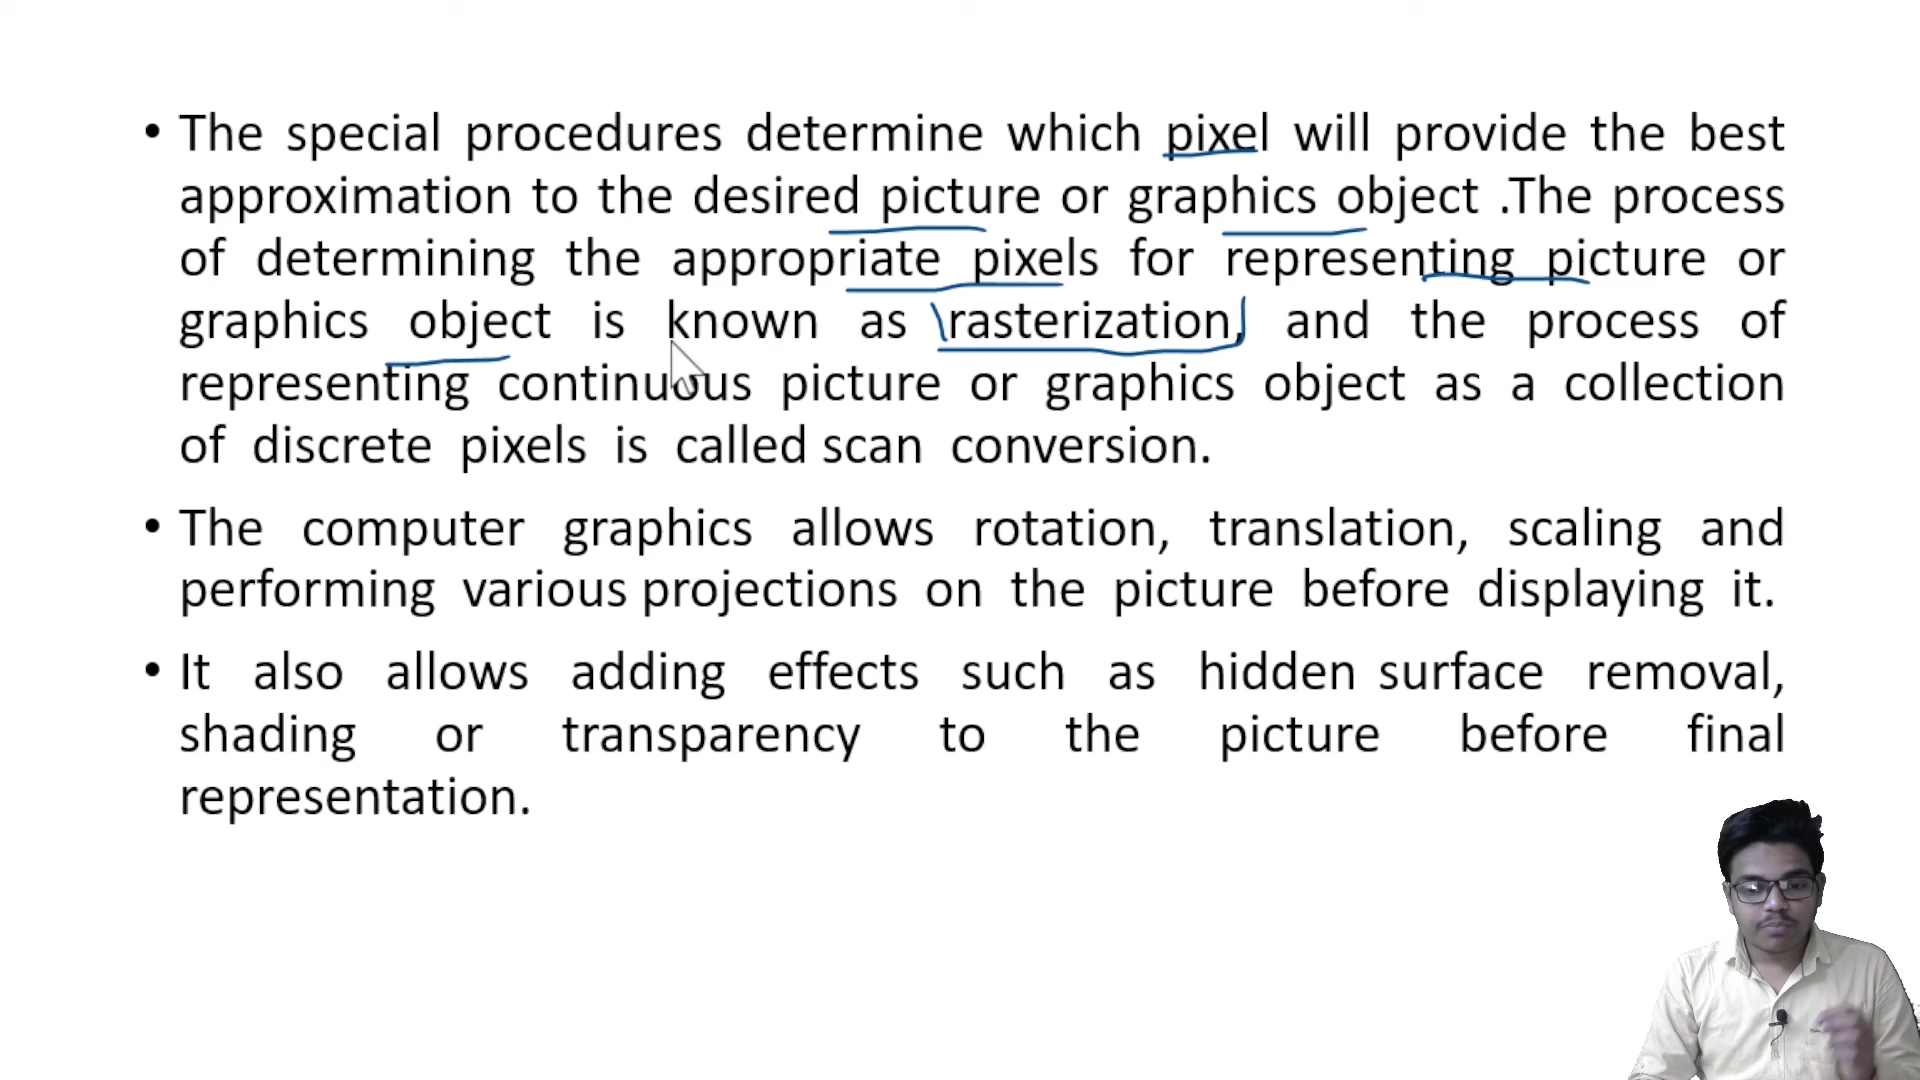 • The special procedures determine which pixel will provide the best
approximation to the desired picture or graphics object .The process
of determining the appropriate pixels for representing picture or
graphics object is known as rasterization, and the process of
representing continuous picture or graphics object as a collection
of discrete pixels is called scan conversion.
• The computer graphics allows rotation, translation, scaling and
performing various projections on the picture before displaying it.
• It also allows adding effects such as hidden surface removal,
shading or transparency to the picture before final
representation.